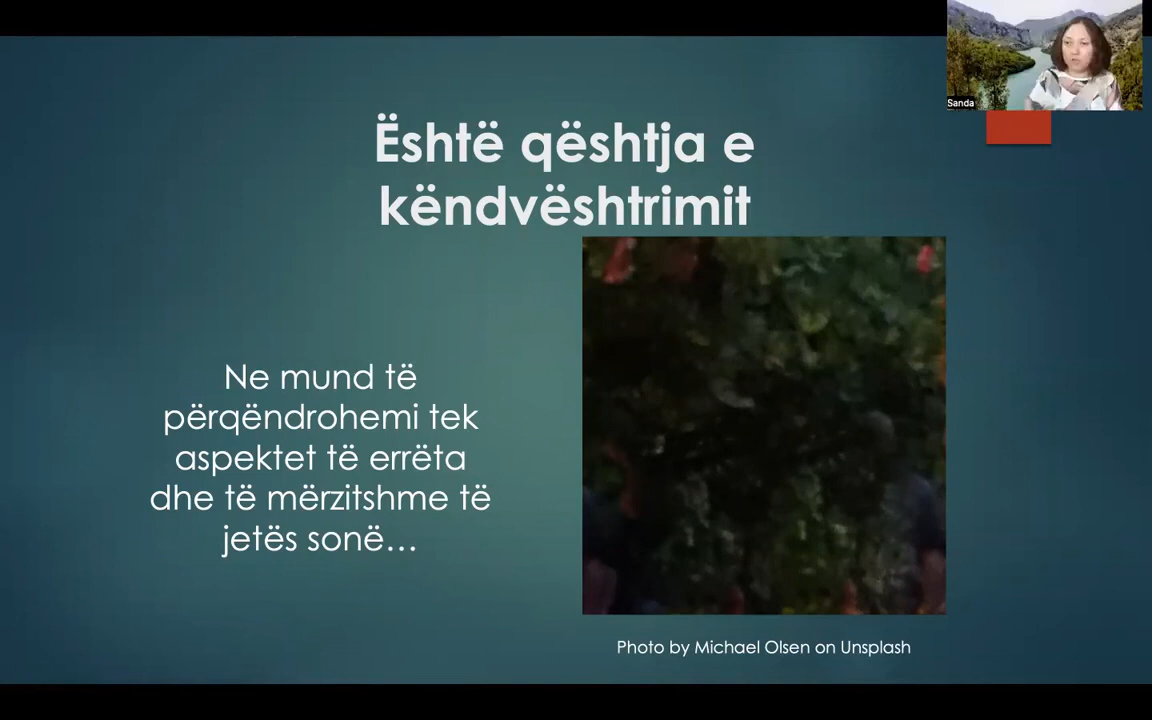 Sanda
Është qështja e
këndvështrimit
Ne mund të
përqëndrohemi tek
aspektet të errëta
dhe të mërzitshme të
jetës sonë...
Photo by Michael Olsen on Unsplash